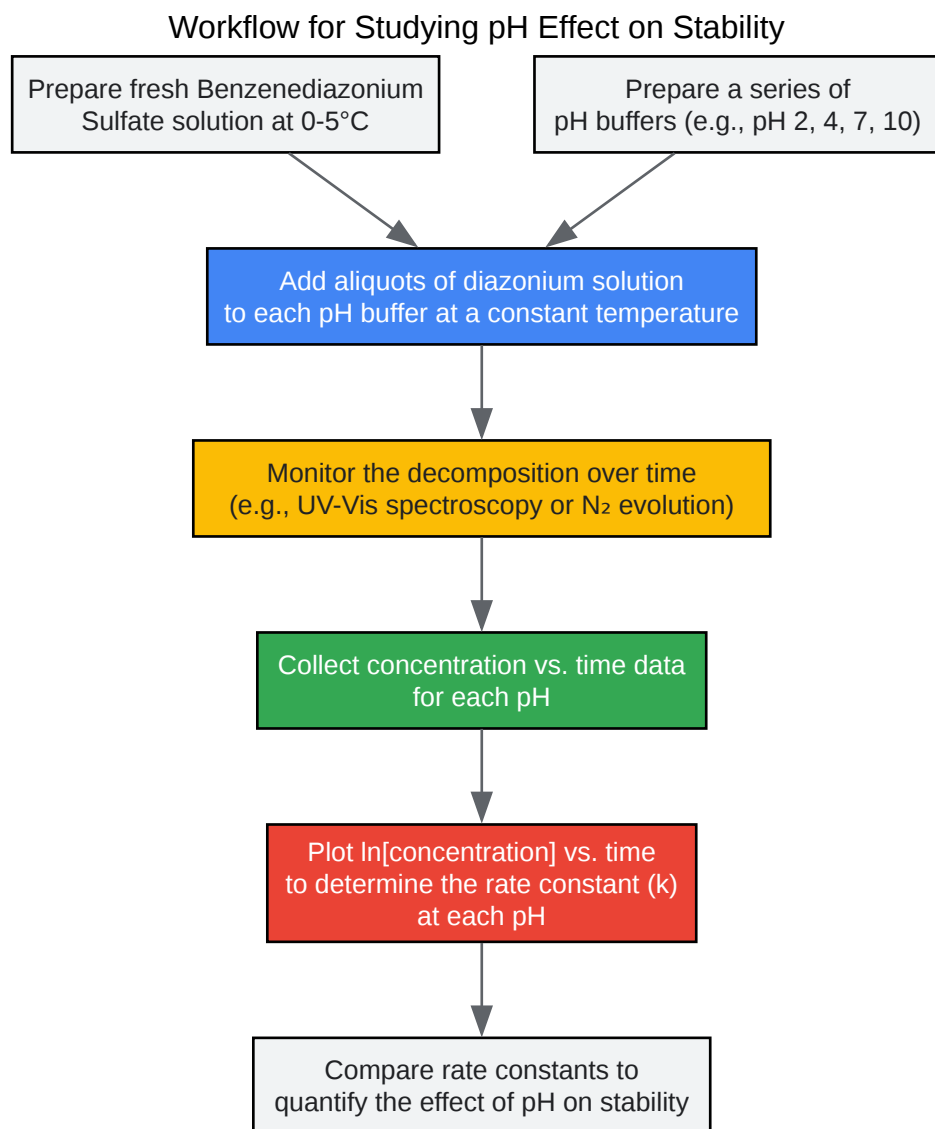 Workflow for Studying pH Effect on Stability
Prepare fresh Benzenediazonium
Sulfate solution at 0-5°C
Prepare a series of
pH buffers (e.g., pH 2, 4, 7, 10)
Add aliquots of diazonium solution
to each pH buffer at a constant temperature
Monitor the decomposition over time
(e.g., UV-Vis spectroscopy or N₂ evolution)
Collect concentration vs. time data
for each pH
Plot ln[concentration] vs. time
to determine the rate constant (k)
at each pH
Compare rate constants to
quantify the effect of pH on stability